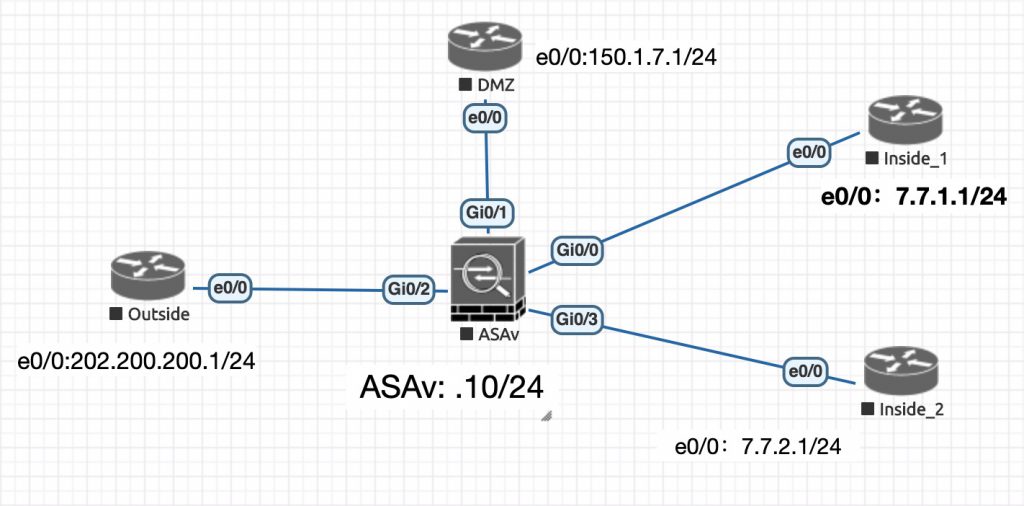 e0/0:150.1.7.1/24
DMZ
e0/0
e0/0
Inside_1
e0/0： 7.7.1.1/24
Gi0/1
Gi0/0
e0/0
Gi0/2
Outside
Gi0/3
ASAv
e0/0:202.200.200.1/24
e0/0
ASAv: .10/24
Inside_2
e0/0： 7.7.2.1/24